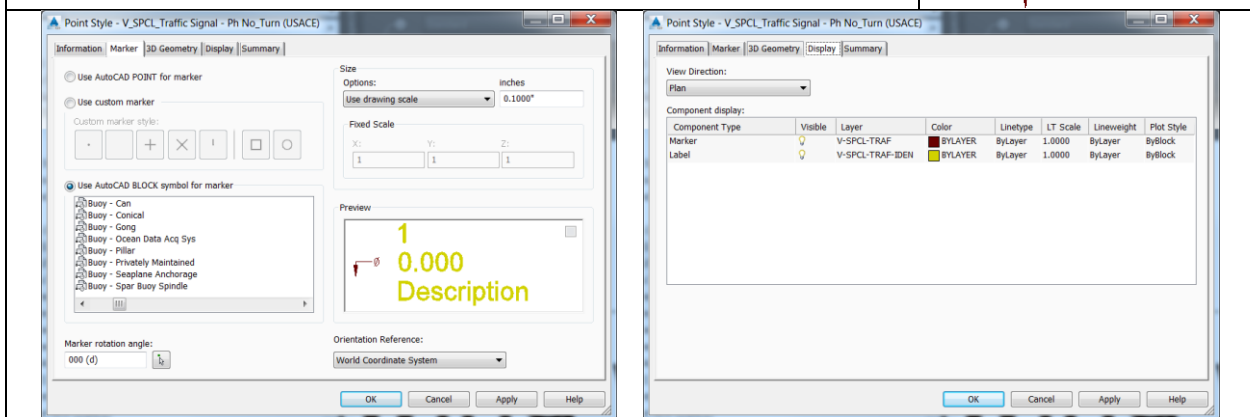 Point Style - V_SPCL_Traffic Signal - Ph No_Turn (USACE)
Information Marker 3D Geometry Display Summary
Use AutoCAD POINT for marker
Use custom marker
Custom marker style:
Use AutoCAD BLOCK symbol for marker
Buoy - Can
Buoy - Conical
Buoy - Gong
Buoy - Ocean Data Acq Sys
Buoy - Pillar
Buoy - Privately Maintained
Buoy - Seaplane Anchorage
Buoy - Spar Buoy Spindle
Marker rotation angle:
000 (d)
Size
Options: inches
Use drawing scale 0.1000"
Fixed Scale
X: Y: Z:
1 1 1
Preview
Ø
1
0.000
Description
Orientation Reference:
World Coordinate System
OK Cancel Apply Help
Point Style - V_SPCL_Traffic Signal - Ph No_Turn (USACE)
Information Marker 3D Geometry Display Summary
View Direction:
Plan
Component display:
Component Type Visible Layer Color Linetype LT Scale Lineweight Plot Style
Marker V-SPCL-TRAF BYLAYER ByLayer 1.0000 ByLayer ByBlock
Label V-SPCL-TRAF-IDEN BYLAYER ByLayer 1.0000 ByLayer ByBlock
OK Cancel Apply Help